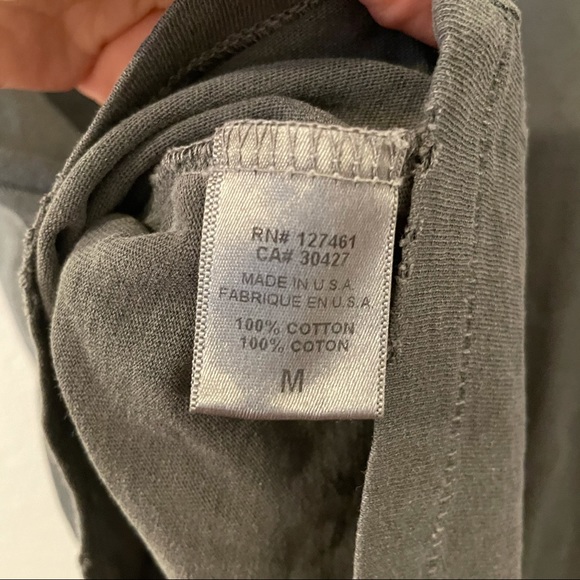 RN# 127461
CA# 30427
MADE IN U.S.A.
FABRIQUE EN U.S.A.
100% COTTON
100% COTON
M